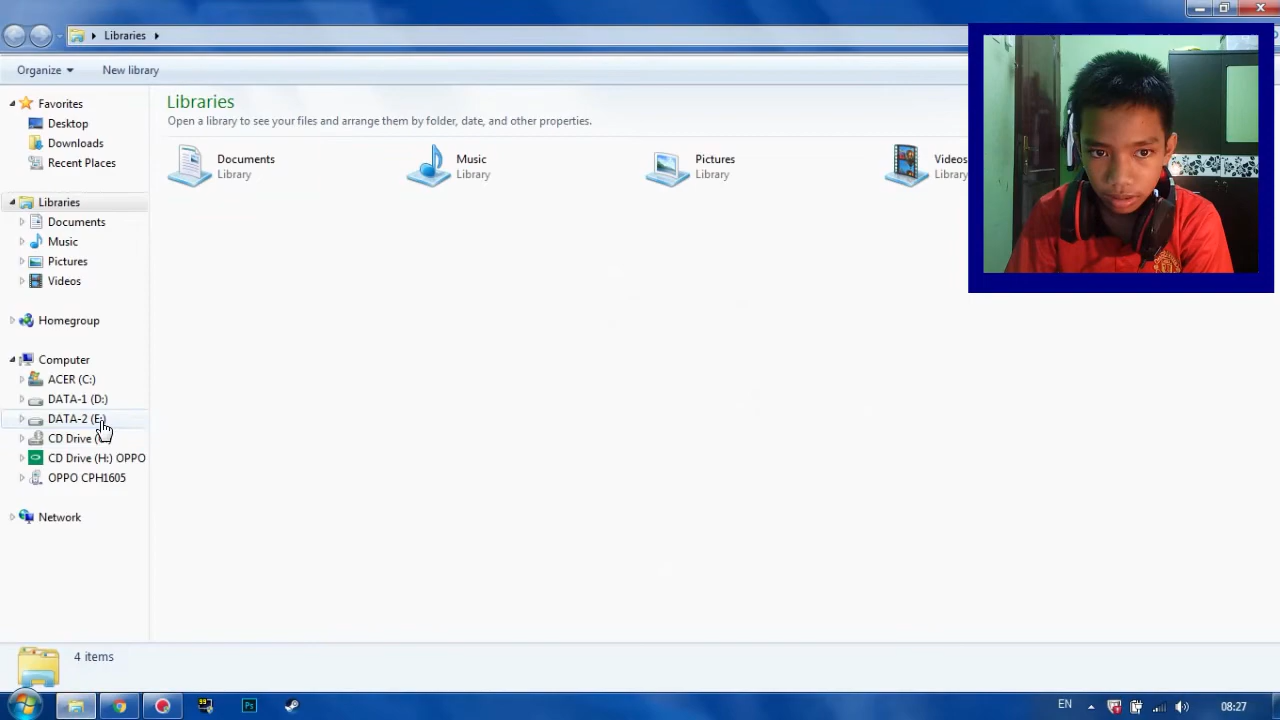 Libraries
Organize
New library
Favorites
Desktop
Downloads
Recent Places
Libraries
Documents
Music
Pictures
Videos
Homegroup
Computer
ACER (C:)
DATA-1 (D:)
DATA-2 (E:)
CD Drive
CD Drive (H:) OPPO
OPPO CPH1605
Network
Libraries
Open a library to see your files and arrange them by folder, date, and other properties.
Documents
Library
Music
Library
Pictures
Library
Videos
Library
4 items
Ps
EN
08:27